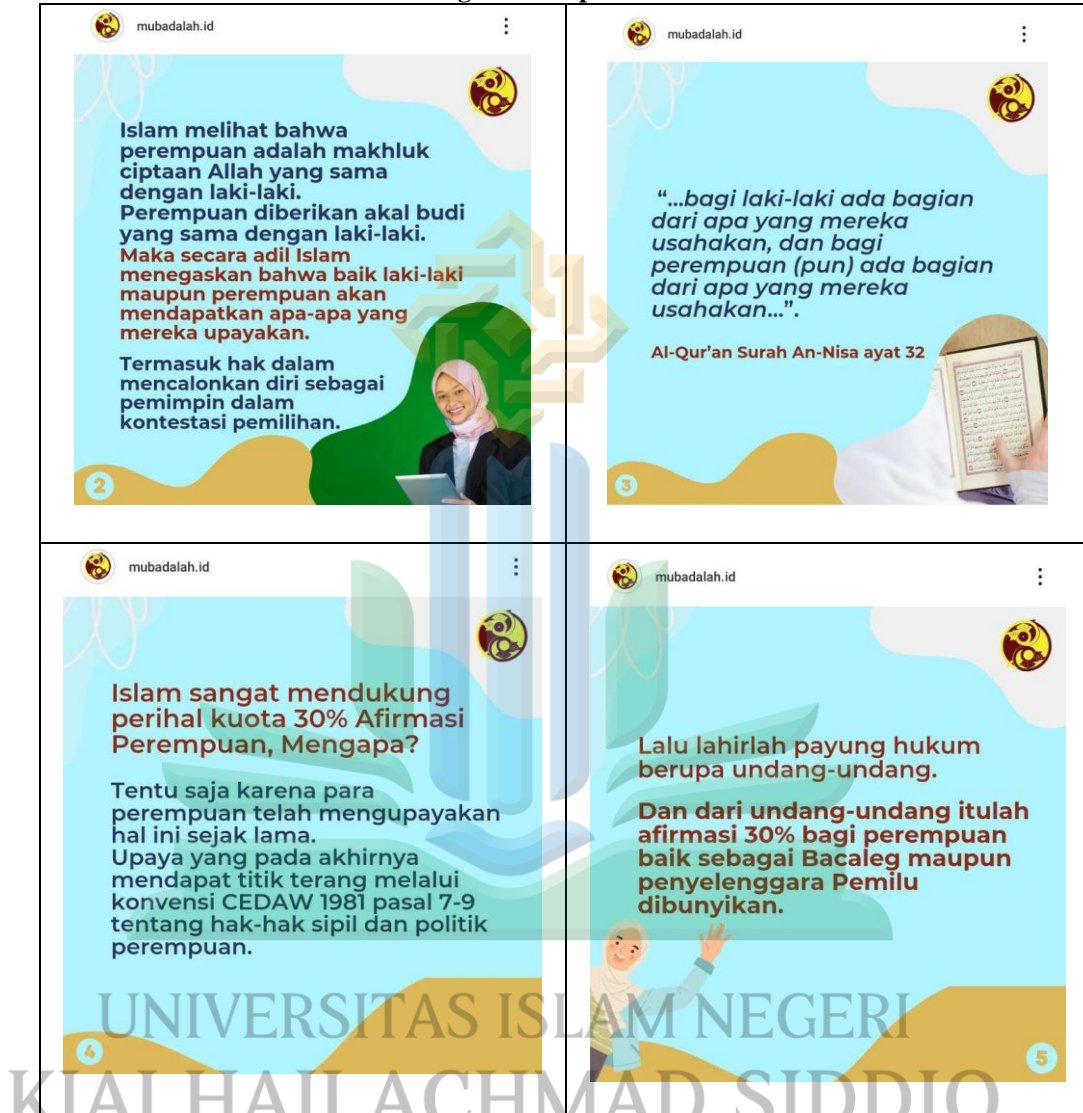 mubadalah.id
Islam melihat bahwa
perempuan adalah makhluk
ciptaan Allah yang sama
dengan laki-laki.
Perempuan diberikan akal budi
yang sama dengan laki-laki.
Maka secara adil Islam
menegaskan bahwa baik laki-laki
maupun perempuan akan
mendapatkan apa-apa yang
mereka upayakan.
Termasuk hak dalam
mencalonkan diri sebagai
pemimpin dalam
kontestasi pemilihan.
2
mubadalah.id
“...bagi laki-laki ada bagian
dari apa yang mereka
usahakan, dan bagi
perempuan (pun) ada bagian
dari apa yang mereka
usahakan...”.
Al-Qur’an Surah An-Nisa ayat 32
3
mubadalah.id
Islam sangat mendukung
perihal kuota 30% Afirmasi
Perempuan, Mengapa?
Tentu saja karena para
perempuan telah mengupayakan
hal ini sejak lama.
Upaya yang pada akhirnya
mendapat titik terang melalui
konvensi CEDAW 1981 pasal 7-9
tentang hak-hak sipil dan politik
perempuan.
4
mubadalah.id
Lalu lahirlah payung hukum
berupa undang-undang.
Dan dari undang-undang itulah
afirmasi 30% bagi perempuan
baik sebagai Bacaleg maupun
penyelenggara Pemilu
dibunyikan.
5
UNIVERSITAS ISLAM NEGERI
KIAI HAJI ACHMAD SIDDIQ